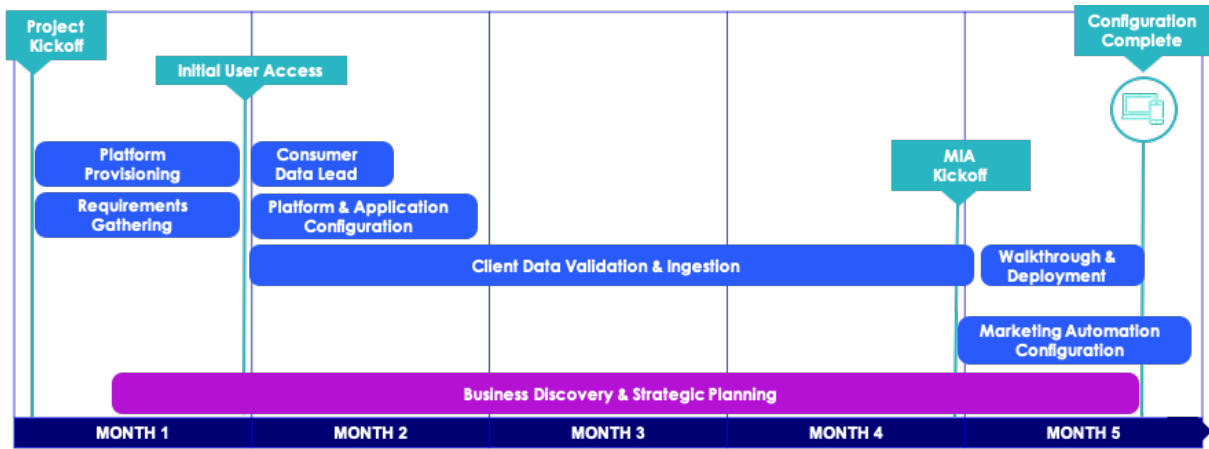 Project
Kickoff
Configuration
Complete
Initial User Access
Platform
Provisioning
Consumer
Data Lead
MIA
Kickoff
Requirements
Gathering
Platform & Application
Configuration
Client Data Validation & Ingestion
Walkthrough &
Deployment
Marketing Automation
Configuration
Business Discovery & Strategic Planning
MONTH 1
MONTH 2
MONTH 3
MONTH 4
MONTH 5